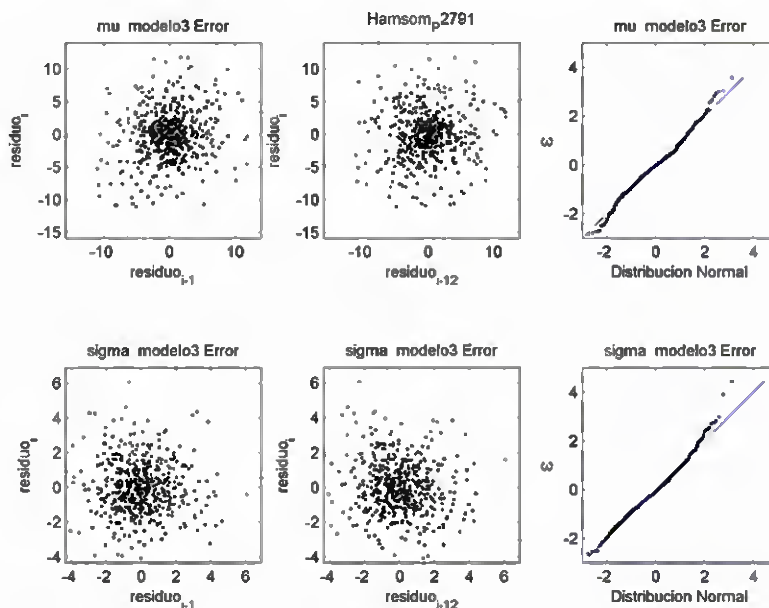 mu modelo3 Error
10
5
0
-5
-10
-15
residuo_i
-10 0 10
residuo_i-1
Hamsom_P2791
10
5
0
-5
-10
-15
residuo_i
-10 0 10
residuo_i-12
mu modelo3 Error
4
2
0
-2
ε
-2 0 2 4
Distribucion Normal
sigma modelo3 Error
6
4
2
0
-2
-4
residuo_i
-4 -2 0 2 4 6
residuo_i-1
sigma modelo3 Error
6
4
2
0
-2
-4
residuo_i
-4 -2 0 2 4 6
residuo_i-12
sigma modelo3 Error
4
2
0
-2
ε
-2 0 2 4
Distribucion Normal